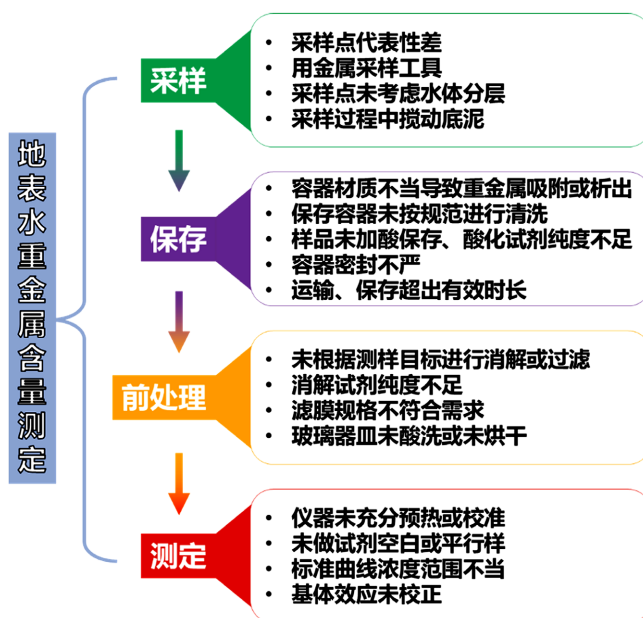 地表水重金属含量测定
采样
• 采样点代表性差
• 用金属采样工具
• 采样点未考虑水体分层
• 采样过程中搅动底泥
保存
• 容器材质不当导致重金属吸附或析出
• 保存容器未按规范进行清洗
• 样品未加酸保存、酸化试剂纯度不足
• 容器密封不严
• 运输、保存超出有效时长
前处理
• 未根据测样目标进行消解或过滤
• 消解试剂纯度不足
• 滤膜规格不符合需求
• 玻璃器皿未酸洗或未烘干
测定
• 仪器未充分预热或校准
• 未做试剂空白或平行样
• 标准曲线浓度范围不当
• 基体效应未校正